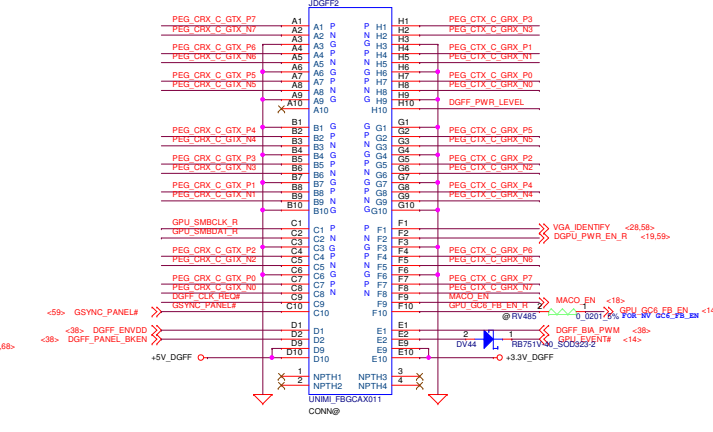 JDGFF2
PEG_CRX_C_GTX_P7 A1 A1 P P H1 H1 PEG_CTX_C_GRX_P3
PEG_CRX_C_GTX_N7 A2 A2 N N H2 H2 PEG_CTX_C_GRX_N3
A3 A3 G G H3 H3
PEG_CRX_C_GTX_P6 A4 A4 P P H4 H4 PEG_CTX_C_GRX_P1
PEG_CRX_C_GTX_N6 A5 A5 N N H5 H5 PEG_CTX_C_GRX_N1
A6 A6 G G H6 H6
PEG_CRX_C_GTX_P5 A7 A7 P P H7 H7 PEG_CTX_C_GRX_P0
PEG_CRX_C_GTX_N5 A8 A8 N N H8 H8 PEG_CTX_C_GRX_N0
A9 A9 G G H9 H9
A10 A10 H10 H10 DGFF_PWR_LEVEL
B1 B1 G G G1 G1
PEG_CRX_C_GTX_P4 B2 B2 P P G2 G2 PEG_CTX_C_GRX_P5
PEG_CRX_C_GTX_N4 B3 B3 N N G3 G3 PEG_CTX_C_GRX_N5
B4 B4 G G G4 G4
PEG_CRX_C_GTX_P3 B5 B5 P P G5 G5 PEG_CTX_C_GRX_P2
PEG_CRX_C_GTX_N3 B6 B6 N N G6 G6 PEG_CTX_C_GRX_N2
B7 B7 G G G7 G7
PEG_CRX_C_GTX_P1 B8 B8 P P G8 G8 PEG_CTX_C_GRX_P4
PEG_CRX_C_GTX_N1 B9 B9 N N G9 G9 PEG_CTX_C_GRX_N4
B10 B10 G G G10 G10
GPU_SMBCLK_R C1 C1 P P F1 F1 VGA_IDENTIFY <28,58>
GPU_SMBDAT_R C2 C2 N N F2 F2 DGPU_PWR_EN_R <19,59>
C3 C3 G G F3 F3
PEG_CRX_C_GTX_P2 C4 C4 P P F4 F4 PEG_CTX_C_GRX_P6
PEG_CRX_C_GTX_N2 C5 C5 N N F5 F5 PEG_CTX_C_GRX_N6
C6 C6 G G F6 F6
PEG_CRX_C_GTX_P0 C7 C7 P P F7 F7 PEG_CTX_C_GRX_P7
PEG_CRX_C_GTX_N0 C8 C8 N N F8 F8 PEG_CTX_C_GRX_N7
DGFF_CLK_REQ# C9 C9 F9 F9 MACO_EN MACO_EN <18>
<59> GSYNC_PANEL# GSYNC_PANEL# C10 C10 F10 F10 GPU_GC6_FB_EN_R 2 1 GPU_GC6_FB_EN <14
@ RV485 0_0201_5% FOR NV GC6_FB_EN
<38> DGFF_ENVDD D1 D1 E1 E1 DGFF_BIA_PWM <38>
,68> <38> DGFF_PANEL_BKEN D2 D2 E2 E2 2 1 GPU_EVENT# <14>
D9 D9 E9 E9 DV44 RB751V-40_SOD323-2
+5V_DGFF D10 D10 E10 E10 +3.3V_DGFF
1 NPTH1 NPTH3 3
2 NPTH2 NPTH4 4
UNIMI_FBGCAX011
CONN@